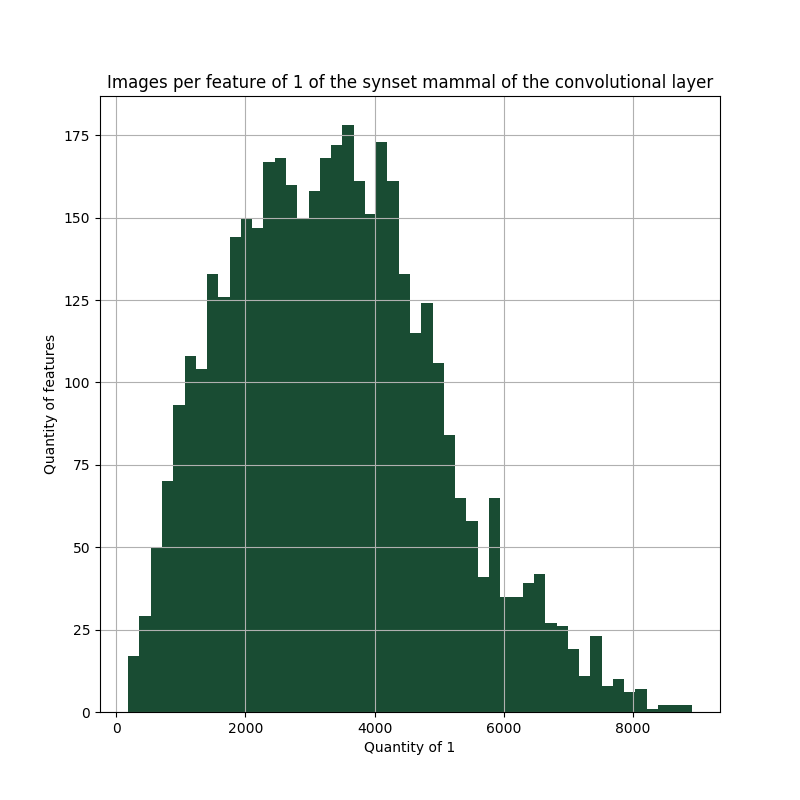 Images per feature of 1 of the synset mammal of the convolutional layer
175
150
125
100
75
50
25
0
Quantity of features
0 2000 4000 6000 8000
Quantity of 1